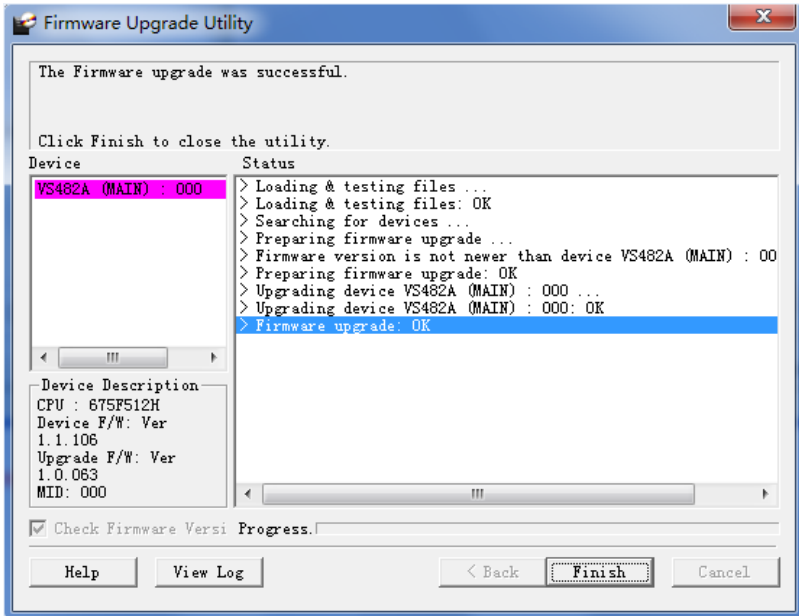 Firmware Upgrade Utility
The Firmware upgrade was successful.
Click Finish to close the utility.
Device
VS482A (MAIN) : 000
Status
> Loading & testing files ...
> Loading & testing files: OK
> Searching for devices ...
> Preparing firmware upgrade ...
> Firmware version is not newer than device VS482A (MAIN) : 00
> Preparing firmware upgrade: OK
> Upgrading device VS482A (MAIN) : 000 ...
> Upgrading device VS482A (MAIN) : 000: OK
> Firmware upgrade: OK
Device Description
CPU : 675F512H
Device F/W: Ver
1.1.106
Upgrade F/W: Ver
1.0.063
MID: 000
Check Firmware Versi Progress.
Help View Log < Back Finish Cancel